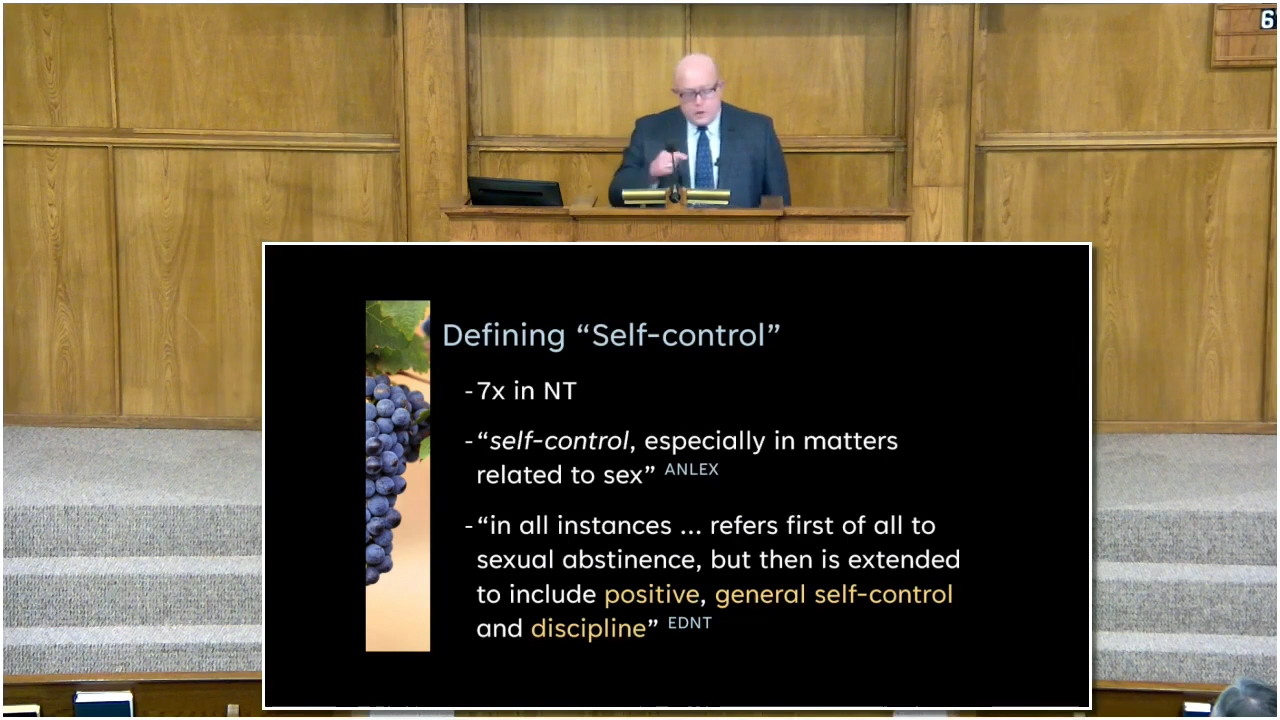 6
Defining “Self-control”
-7x in NT
-“self-control, especially in matters
related to sex” ANLEX
-“in all instances ... refers first of all to
sexual abstinence, but then is extended
to include positive, general self-control
and discipline” EDNT